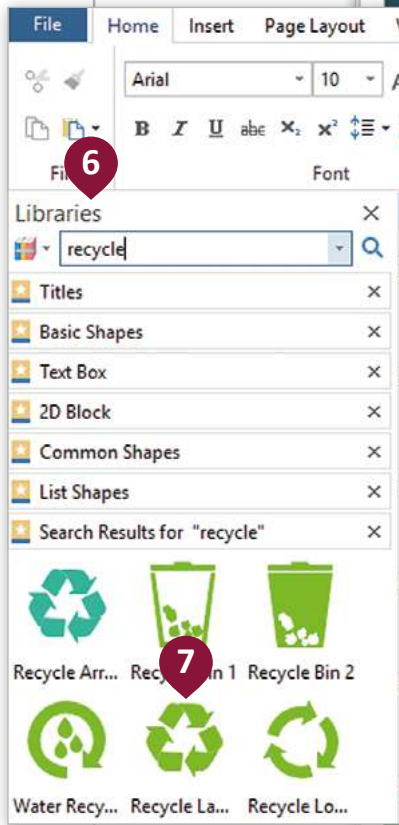 File Home Insert Page Layout
Arial 10
B I U abc X₂ X²
Font
6
Libraries
recycle
Titles
Basic Shapes
Text Box
2D Block
Common Shapes
List Shapes
Search Results for "recycle"
Recycle Arr... 1 Recycle Bin 2
7
Water Recy... Recycle La... Recycle Lo...